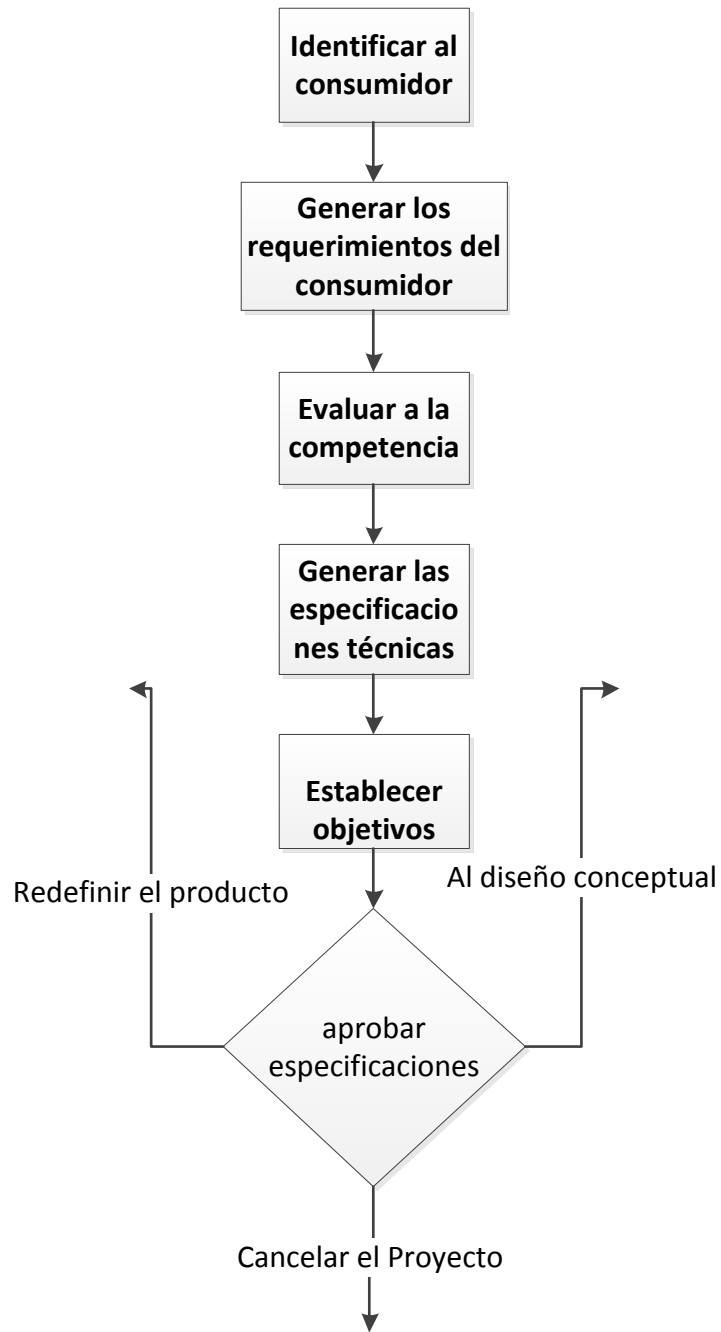 Identificar al
consumidor
Generar los
requerimientos del
consumidor
Evaluar a la
competencia
Generar las
especificacio
nes técnicas
Establecer
objetivos
Redefinir el producto
Al diseño conceptual
aprobar
especificaciones
Cancelar el Proyecto